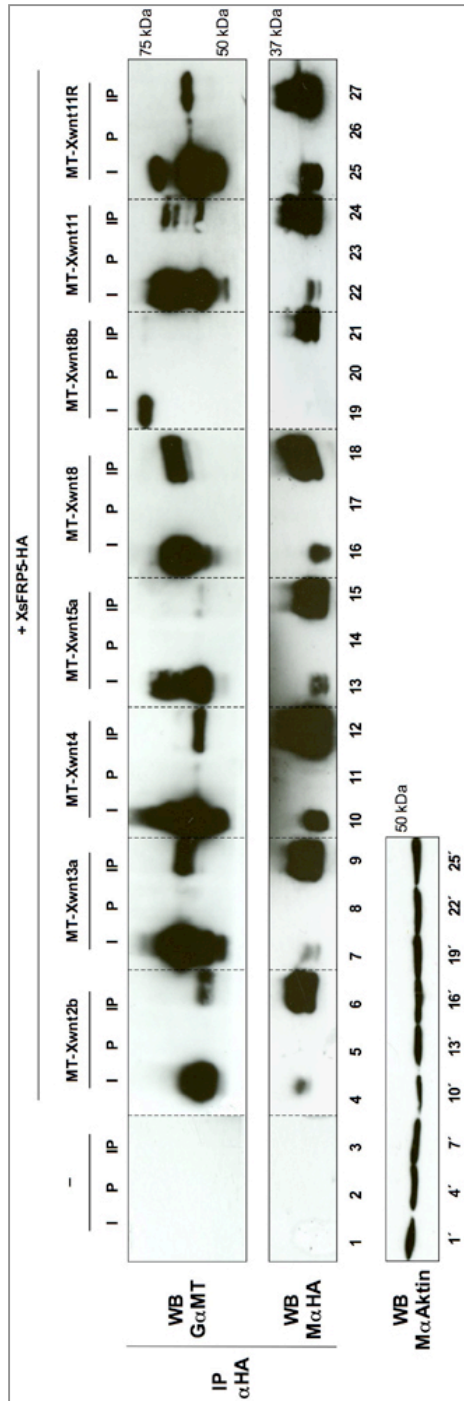 + XsFRP5-HA
– MT-Xwnt2b MT-Xwnt3a MT-Xwnt4 MT-Xwnt5a MT-Xwnt8 MT-Xwnt8b MT-Xwnt11 MT-Xwnt11R
I P IP I P IP I P IP I P IP I P IP I P IP I P IP I P IP I P IP
75 kDa
WB
GαMT
50 kDa
IP
αHA
37 kDa
WB
MαHA
1 2 3 4 5 6 7 8 9 10 11 12 13 14 15 16 17 18 19 20 21 22 23 24 25 26 27
WB
MαAktin
50 kDa
1´ 4´ 7´ 10´ 13´ 16´ 19´ 22´ 25´